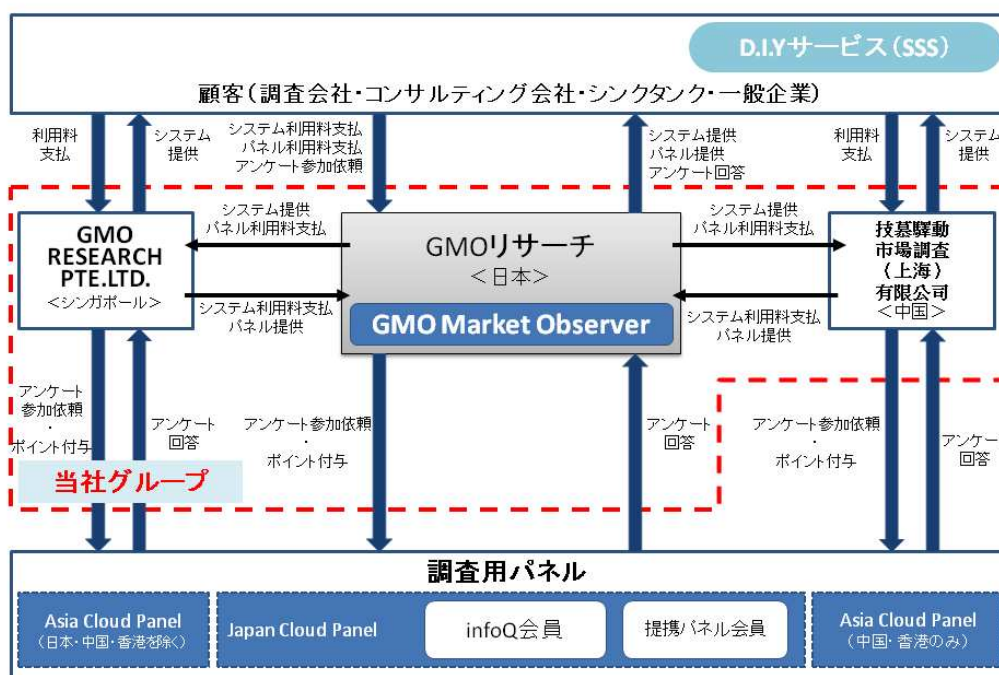 D.I.Yサービス(SSS)
顧客(調査会社・コンサルティング会社・シンクタンク・一般企業)
利用料
支払
システム
提供
システム利用料支払
パネル利用料支払
アンケート参加依頼
システム提供
パネル提供
アンケート回答
利用料
支払
システム
提供
GMO
RESEARCH
PTE.LTD.
<シンガポール>
システム提供
パネル利用料支払
システム利用料支払
パネル提供
GMOリサーチ
<日本>
GMO Market Observer
システム提供
パネル利用料支払
システム利用料支払
パネル提供
技慕驛動
市場調査
(上海)
有限公司
<中国>
アンケート
参加依頼
・
ポイント付与
アンケート
回答
アンケート参加依頼
・
ポイント付与
アンケート
回答
アンケート参加依頼
・
ポイント付与
アンケー
回答
当社グループ
調査用パネル
Asia Cloud Panel
(日本・中国・香港を除く)
Japan Cloud Panel
infoQ会員
提携パネル会員
Asia Cloud Panel
(中国・香港のみ)